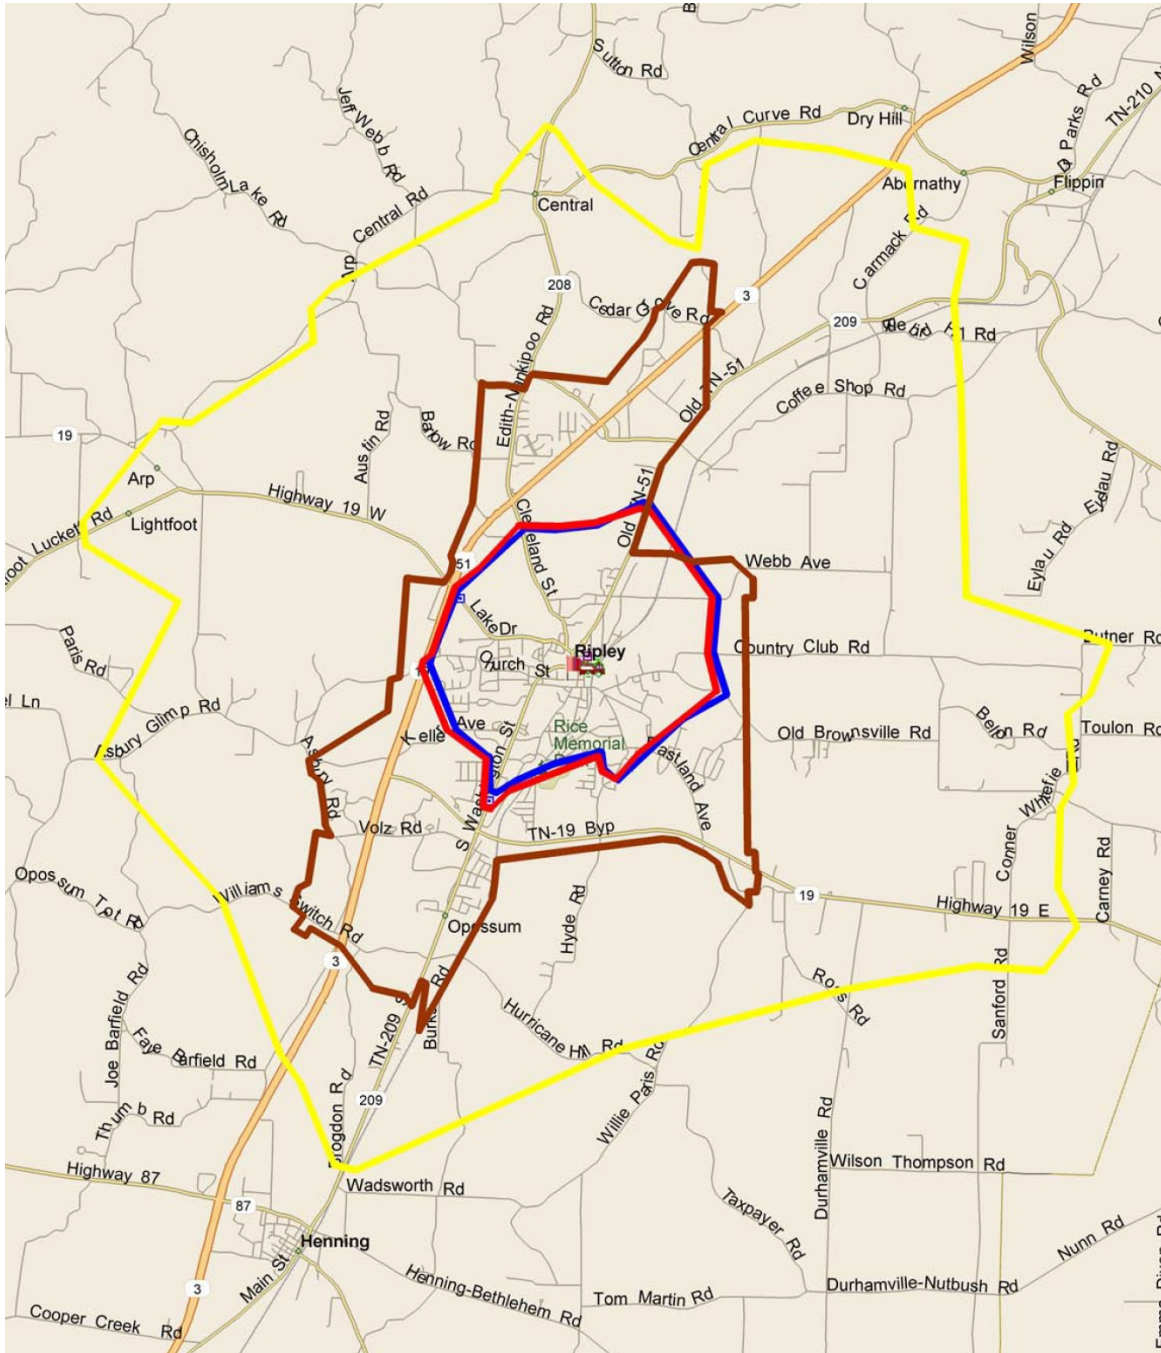 Sutton Rd
Wilson
Jeff Webb Rd
Central Curve Rd
Dry Hill
Parks Rd
TN-210
Chisholm Lake Rd
Abernathy
Flippin
Central Rd
Central
Arp
Carmack Rd
208
3
Cedar Grove Rd
209
Edith-Nankipoo Rd
Old TN-51
Coffee Shop Rd
19
Austin Rd
Barlow Rd
Arp
Eylau Rd
Highway 19 W
Lightfoot
Luckett Rd
Cleveland St
Old TN-51
Eylau Rd
51
Webb Ave
Lake Dr
Paris Rd
Ripley
Country Club Rd
Butner Rd
Church St
Asbury Glimp Rd
Rice
Memorial
Ave
Old Brownsville Rd
Toulon Rd
S Washington St
Eastland Ave
Asbury Rd
Volz Rd
TN-19 Byp
Conner
Carney Rd
Williams Switch Rd
19
Highway 19 E
Opossum
Hyde Rd
3
Joe Barfield Rd
Ross Rd
Sanford Rd
Hurricane Hill Rd
TN-209
Barfield Rd
Willie Paris Rd
Brogdon Rd
209
Thumb Rd
Durhamville Rd
Highway 87
Wilson Thompson Rd
Wadsworth Rd
87
Taxpayer Rd
Henning
Nunn Rd
Main St
3
Henning-Bethlehem Rd
Durhamville-Nutbush Rd
Tom Martin Rd
Cooper Creek Rd